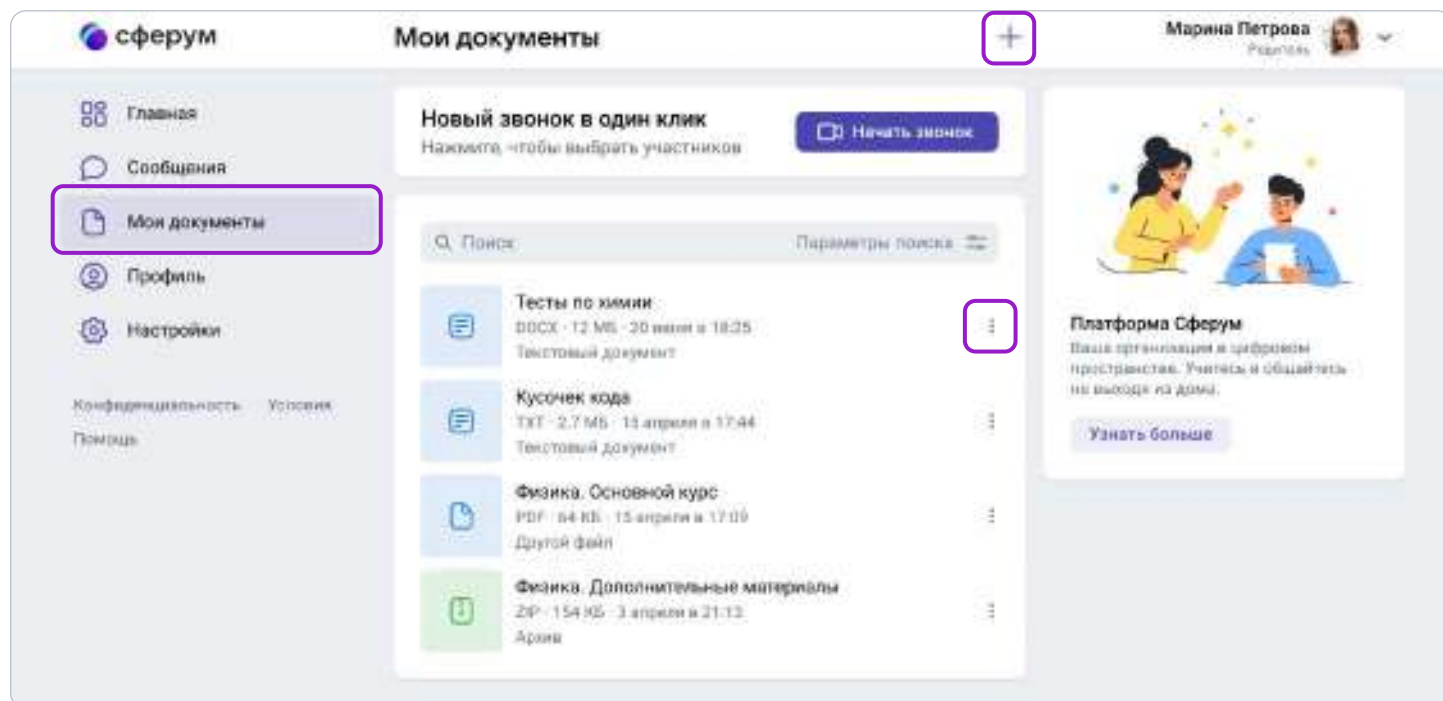 сферум
Мои документы
Марина Петрова
Родитель
Главная
Сообщения
Мои документы
Профиль
Настройки
Конфиденциальность Условия
Помощь
Новый звонок в один клик
Нажмите, чтобы выбрать участников
Начать звонок
Поиск
Параметры поиска
Тесты по химии
DOCX · 12 МБ · 20 июня в 18:25
Текстовый документ
Кусочек кода
TXT · 2,7 МБ · 15 апреля в 17:44
Текстовый документ
Физика. Основной курс
PDF · 64 КБ · 15 апреля в 17:09
Другой файл
Физика. Дополнительные материалы
ZIP · 154 КБ · 3 апреля в 21:13
Архив
Платформа Сферум
Ваша организация в цифровом
пространстве. Учитесь и общайтесь
не выходя из дома.
Узнать больше